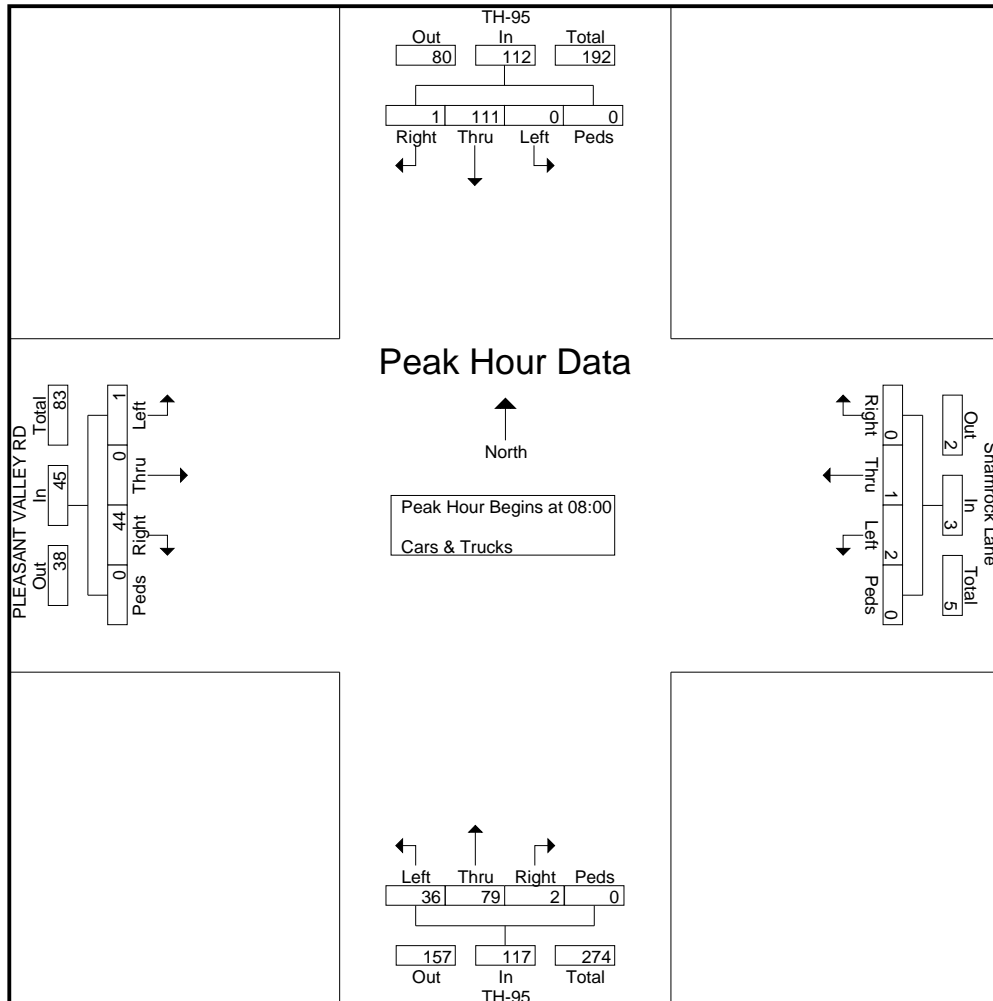 TH-95
Out In Total
80 112 192
1 111 0 0
Right Thru Left Peds
Peak Hour Data
North
Peak Hour Begins at 08:00
Cars & Trucks
PLEASANT VALLEY RD
Out In Total
38 45 83
0 44 0 1
Peds Right Thru Left
Shamrock Lane
Out In Total
2 3 5
0 1 2 0
Right Thru Left Peds
Left Thru Right Peds
36 79 2 0
157 117 274
Out In Total
TH-95